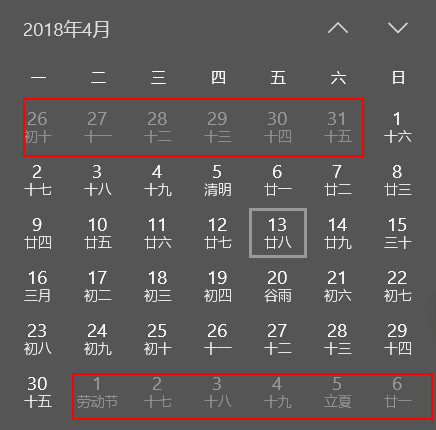 2018年4月
一 二 三 四 五 六 日
26 27 28 29 30 31 1
初十 十一 十二 十三 十四 十五 十六
2 3 4 5 6 7 8
十七 十八 十九 清明 廿一 廿二 廿三
9 10 11 12 13 14 15
廿四 廿五 廿六 廿七 廿八 廿九 三十
16 17 18 19 20 21 22
三月 初二 初三 初四 谷雨 初六 初七
23 24 25 26 27 28 29
初八 初九 初十 十一 十二 十三 十四
30 1 2 3 4 5 6
十五 劳动节 十七 十八 十九 立夏 廿一